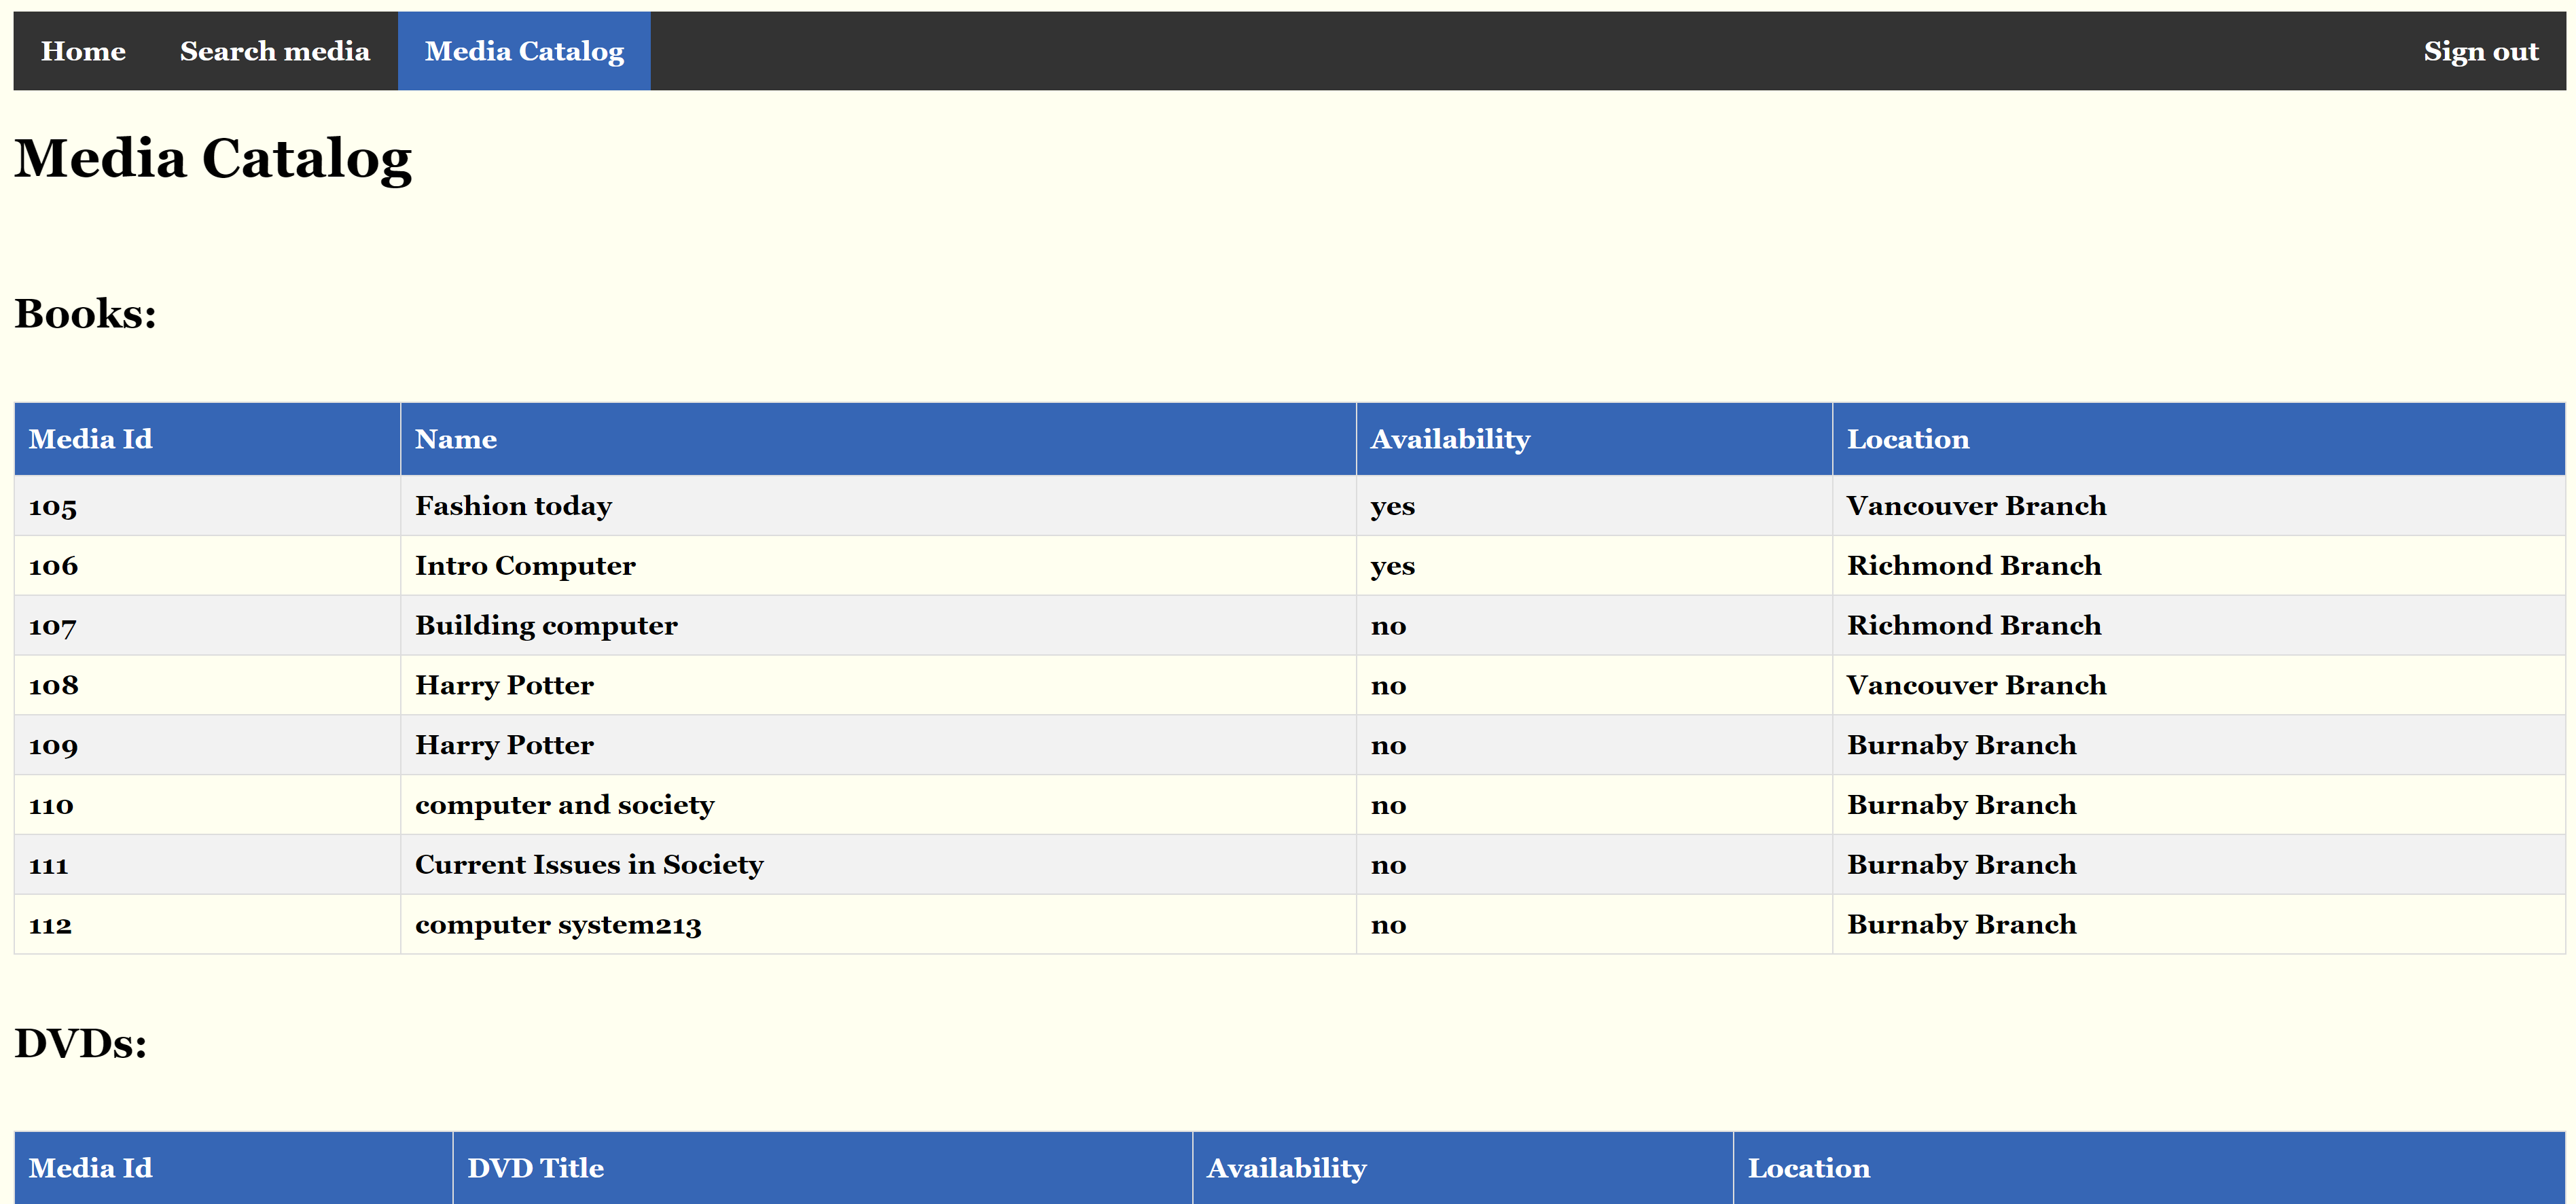 Home Search media Media Catalog Sign out
Media Catalog
Books:
Media Id Name Availability Location
105 Fashion today yes Vancouver Branch
106 Intro Computer yes Richmond Branch
107 Building computer no Richmond Branch
108 Harry Potter no Vancouver Branch
109 Harry Potter no Burnaby Branch
110 computer and society no Burnaby Branch
111 Current Issues in Society no Burnaby Branch
112 computer system213 no Burnaby Branch
DVDs:
Media Id DVD Title Availability Location